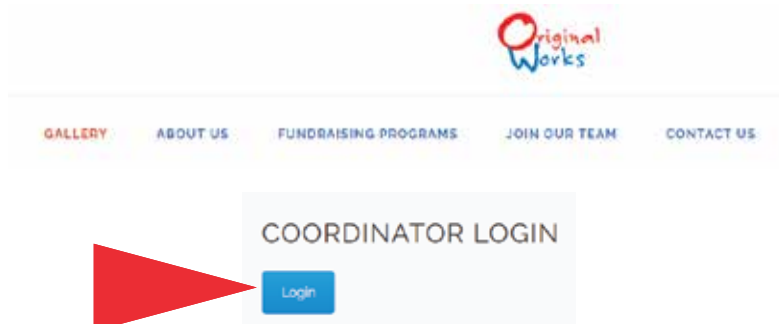 Original
Works
GALLERY ABOUT US FUNDRAISING PROGRAMS JOIN OUR TEAM CONTACT US
COORDINATOR LOGIN
Login